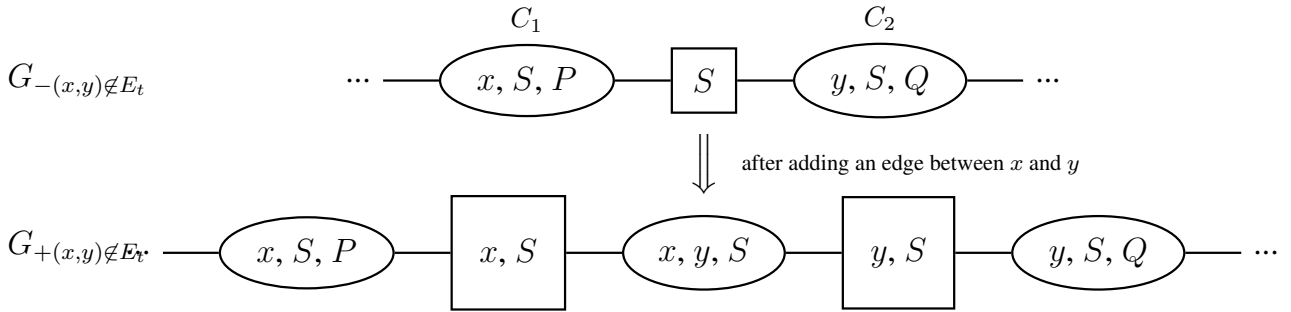 C₁ C₂
G₋₍ₓ,ᵧ₎∉Eₜ ··· x, S, P S y, S, Q ···
after adding an edge between x and y
G₊₍ₓ,ᵧ₎∉Eₜ ··· x, S, P x, S x, y, S y, S y, S, Q ···